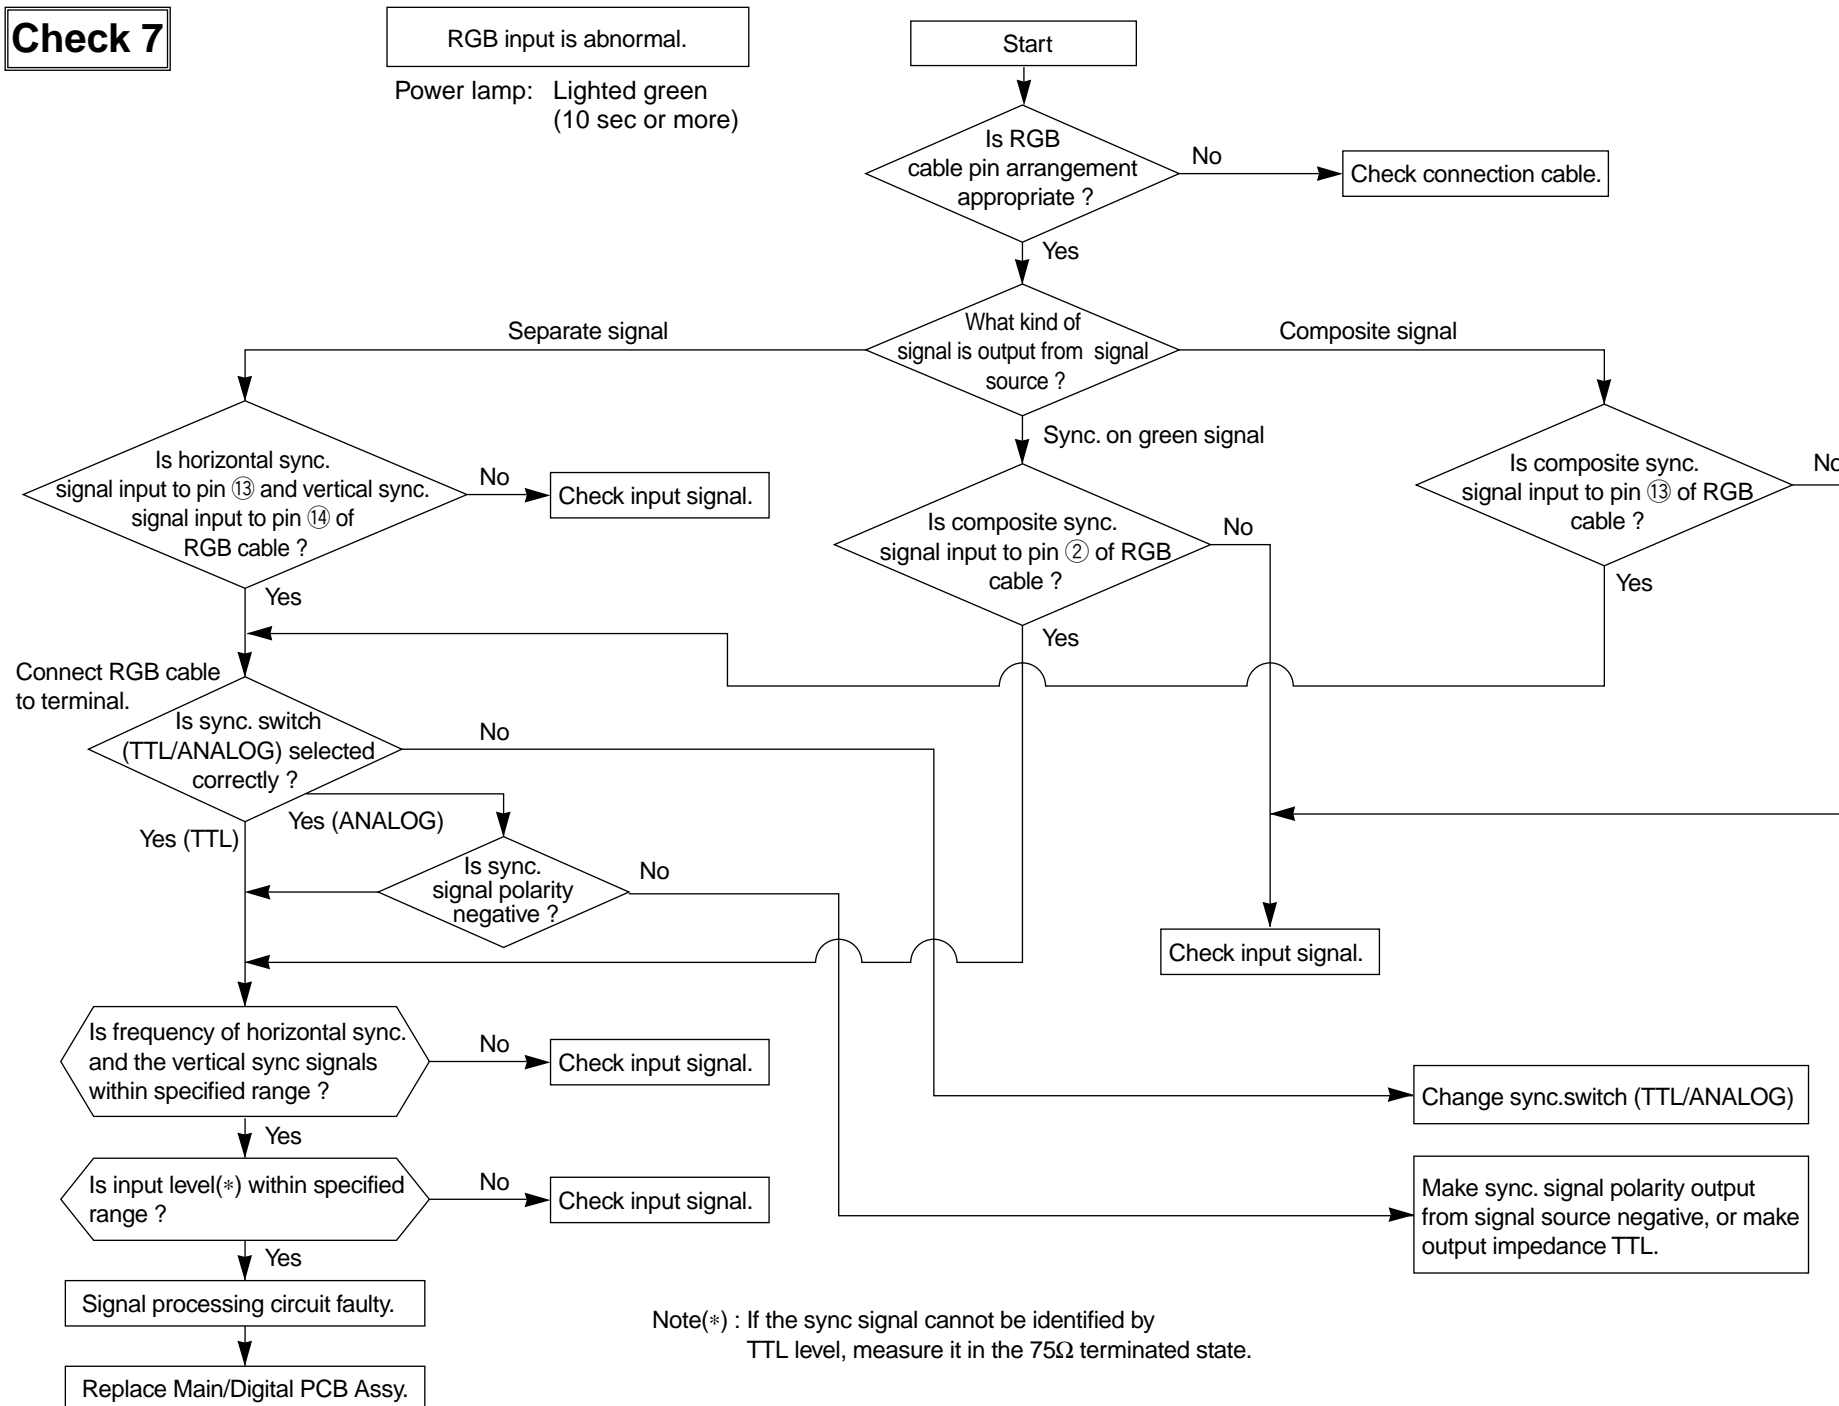 Check 7
RGB input is abnormal.
Power lamp: Lighted green
(10 sec or more)
Start
Is RGB
cable pin arrangement
appropriate ?
No
Check connection cable.
Yes
What kind of
signal is output from signal
source ?
Separate signal
Composite signal
Sync. on green signal
Is horizontal sync.
signal input to pin ⑬ and vertical sync.
signal input to pin ⑭ of
RGB cable ?
No
Check input signal.
Yes
Is composite sync.
signal input to pin ② of RGB
cable ?
No
Yes
Is composite sync.
signal input to pin ⑬ of RGB
cable ?
No
Yes
Connect RGB cable
to terminal.
Is sync. switch
(TTL/ANALOG) selected
correctly ?
No
Yes (TTL)
Yes (ANALOG)
Is sync.
signal polarity
negative ?
No
Check input signal.
Is frequency of horizontal sync.
and the vertical sync signals
within specified range ?
No
Check input signal.
Yes
Change sync.switch (TTL/ANALOG)
Is input level(*) within specified
range ?
No
Check input signal.
Yes
Make sync. signal polarity output
from signal source negative, or make
output impedance TTL.
Signal processing circuit faulty.
Replace Main/Digital PCB Assy.
Note(*) : If the sync signal cannot be identified by
TTL level, measure it in the 75Ω terminated state.